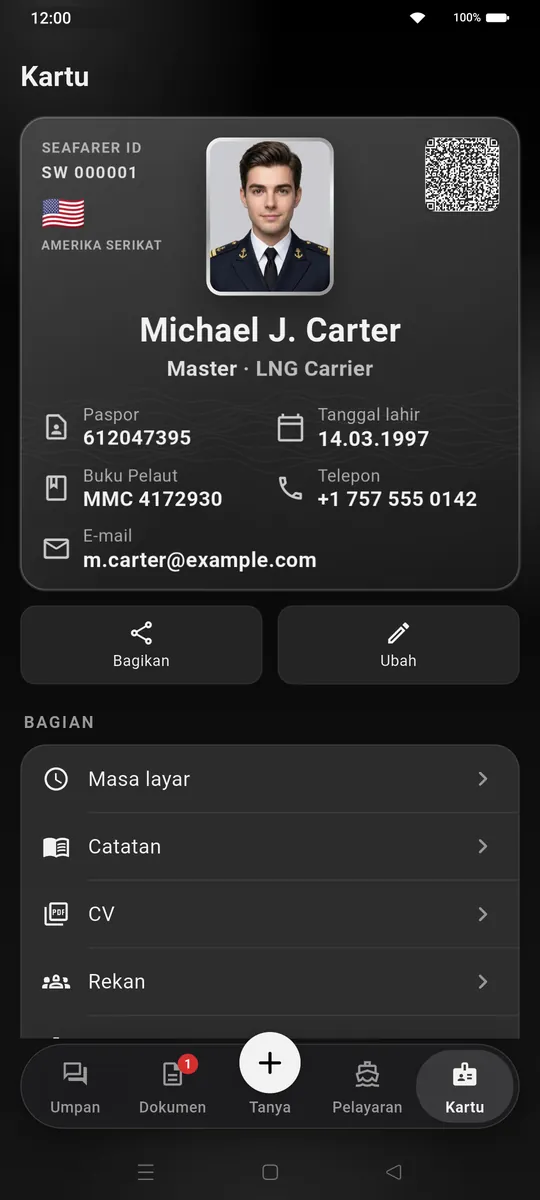 12:00
100%
Kartu
SEAFARER ID
SW 000001
AMERIKA SERIKAT
Michael J. Carter
Master · LNG Carrier
Paspor
612047395
Tanggal lahir
14.03.1997
Buku Pelaut
MMC 4172930
Telepon
+1 757 555 0142
E-mail
m.carter@example.com
Bagikan
Ubah
BAGIAN
Masa layar
Catatan
PDF
CV
Rekan
1
Umpan
Dokumen
Tanya
Pelayaran
Kartu